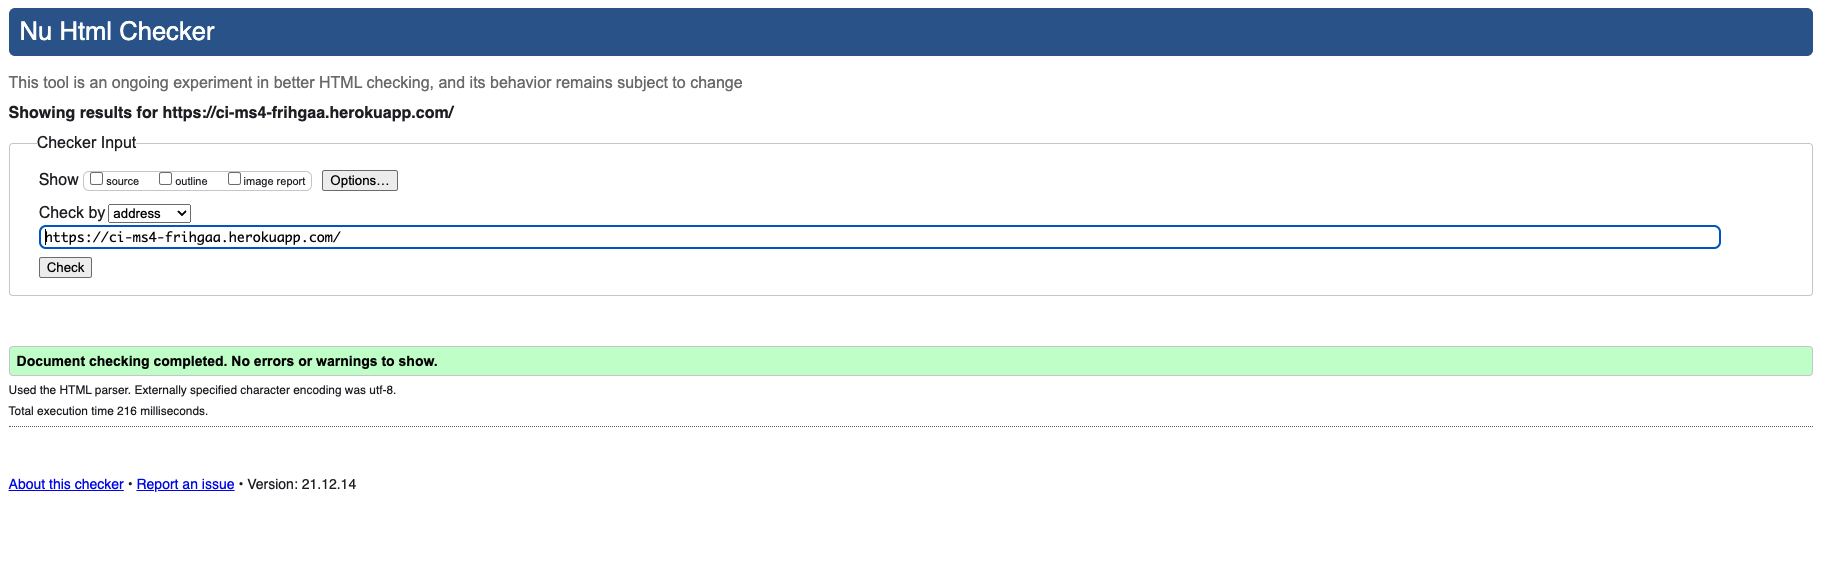 Nu Html Checker
This tool is an ongoing experiment in better HTML checking, and its behavior remains subject to change
Showing results for https://ci-ms4-frihgaa.herokuapp.com/
Checker Input
Show source outline image report Options...
Check by address
https://ci-ms4-frihgaa.herokuapp.com/
Check
Document checking completed. No errors or warnings to show.
Used the HTML parser. Externally specified character encoding was utf-8.
Total execution time 216 milliseconds.
About this checker • Report an issue • Version: 21.12.14